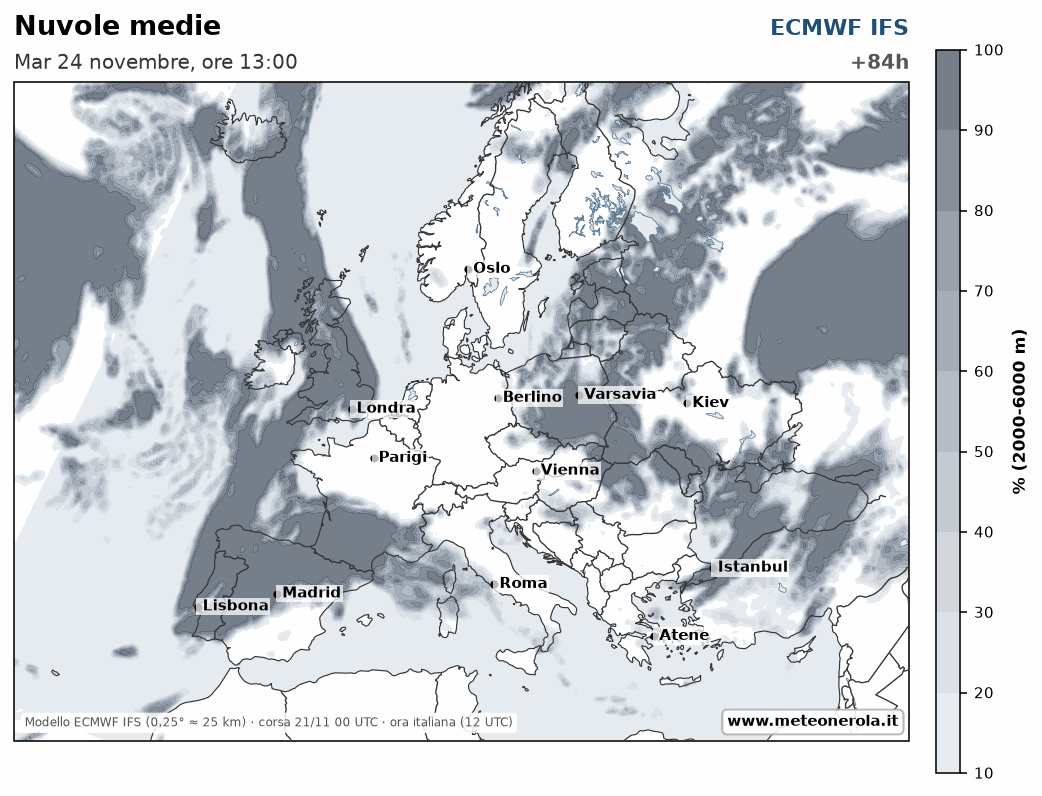 Nuvole medie
ECMWF IFS
Mar 24 novembre, ore 13:00
+84h
Oslo
Berlino
Varsavia
Kiev
Londra
Parigi
Vienna
Istanbul
Roma
Madrid
Lisbona
Atene
Modello ECMWF IFS (0,25° ≈ 25 km) · corsa 21/11 00 UTC · ora italiana (12 UTC)
www.meteonerola.it
100
90
80
70
60
50
40
30
20
10
% (2000-6000 m)